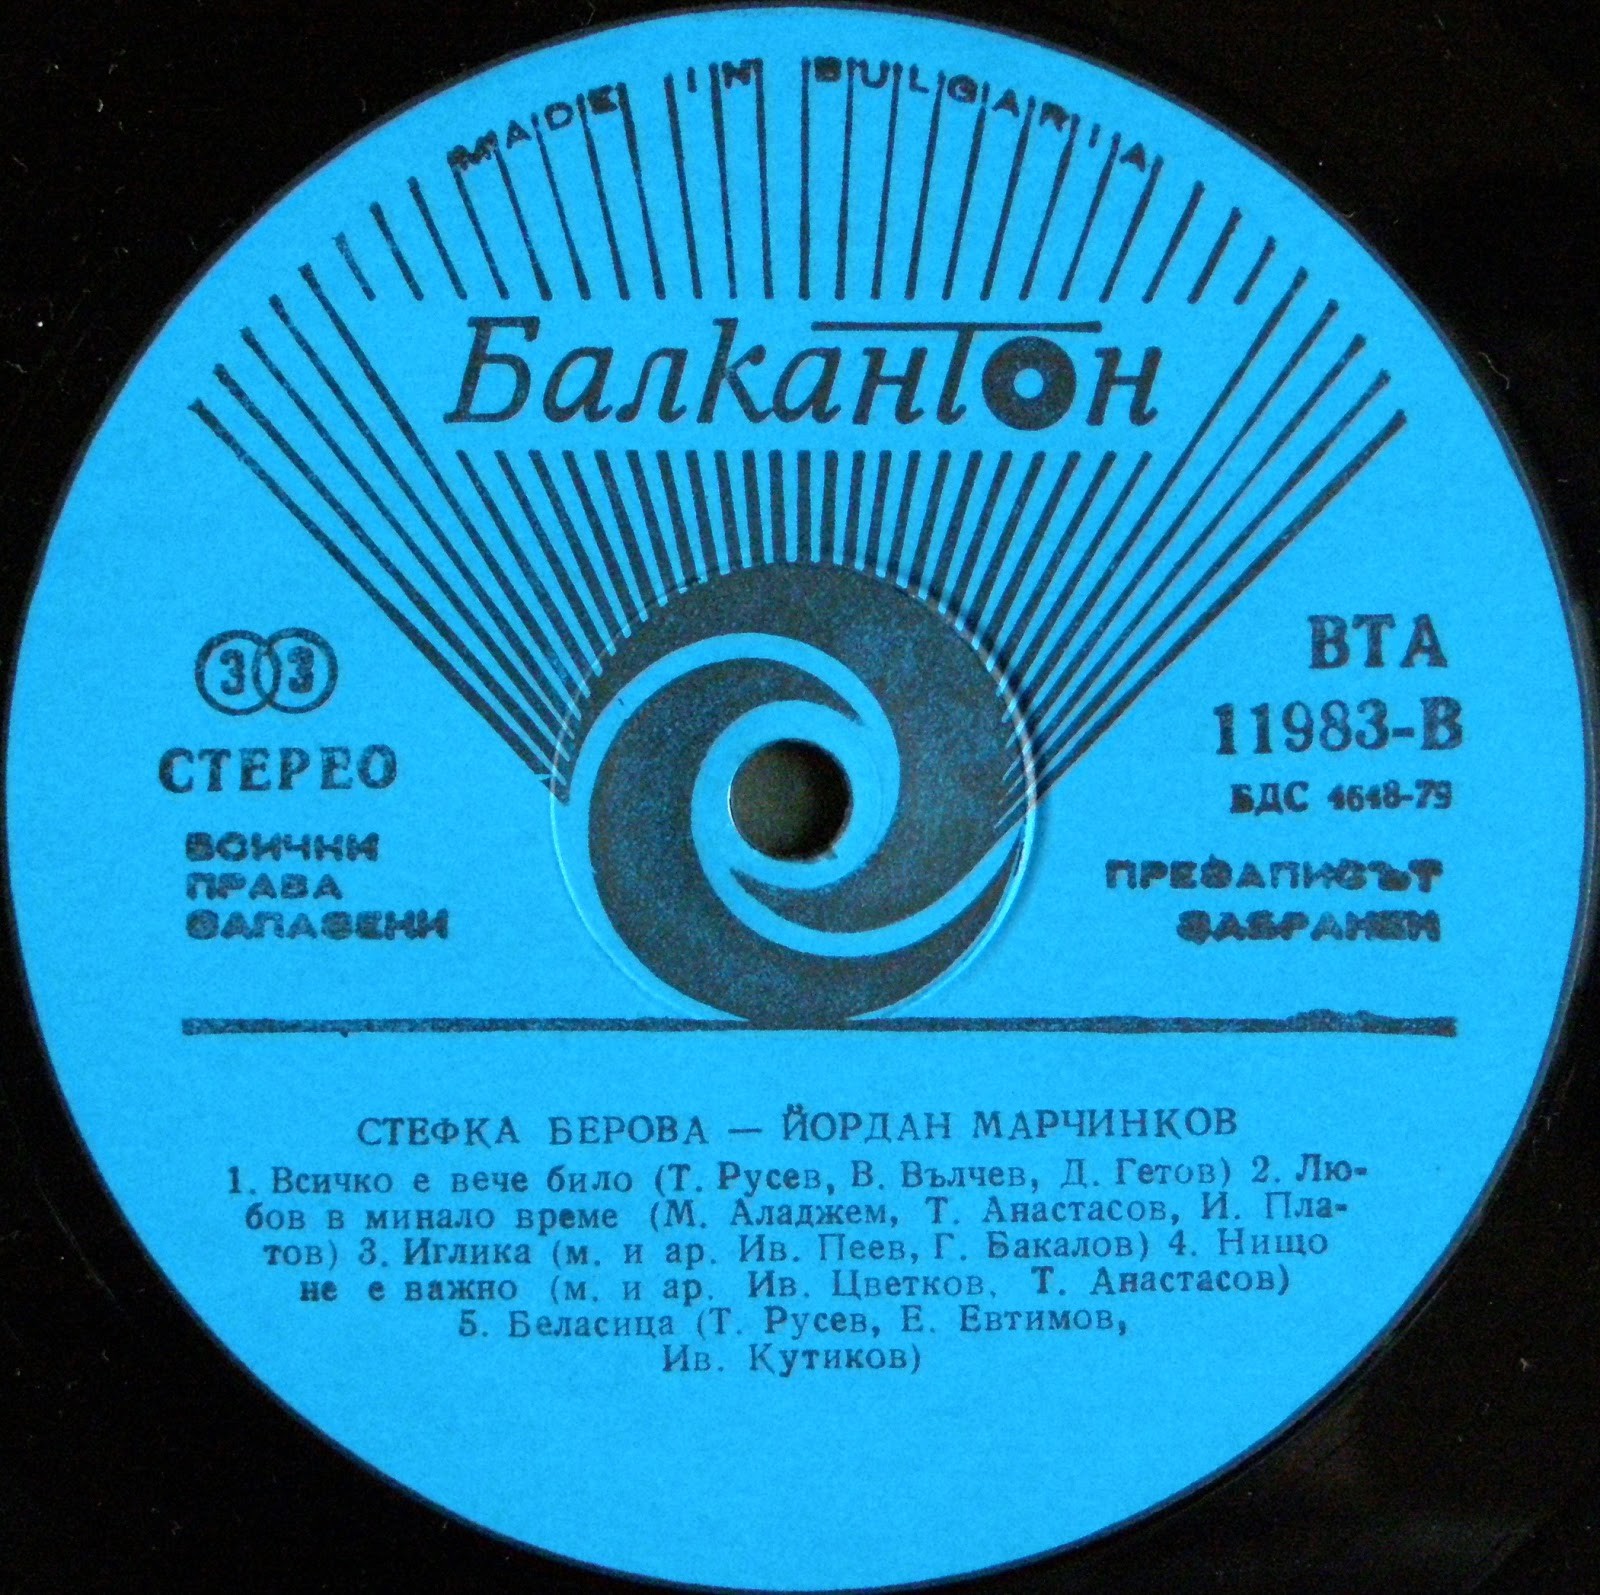 MADE IN BULGARIA
Балкантон
33
СТЕРЕО
ВСИЧКИ
ПРАВА
ЗАПАЗЕНИ
ВТА
11983-В
БДС 4648-79
ПРЕЗАПИСЪТ
ЗАБРАНЕН
СТЕФКА БЕРОВА — ЙОРДАН МАРЧИНКОВ
1. Всичко е вече било (Т. Русев, В. Вълчев, Д. Гетов) 2. Лю-
бов в минало време (М. Аладжем, Т. Анастасов, И. Пла-
тов) 3. Иглика (м. и ар. Ив. Пеев, Г. Бакалов) 4. Нищо
не е важно (м. и ар. Ив. Цветков, Т. Анастасов)
5. Беласица (Т. Русев, Е. Евтимов,
Ив. Кутиков)